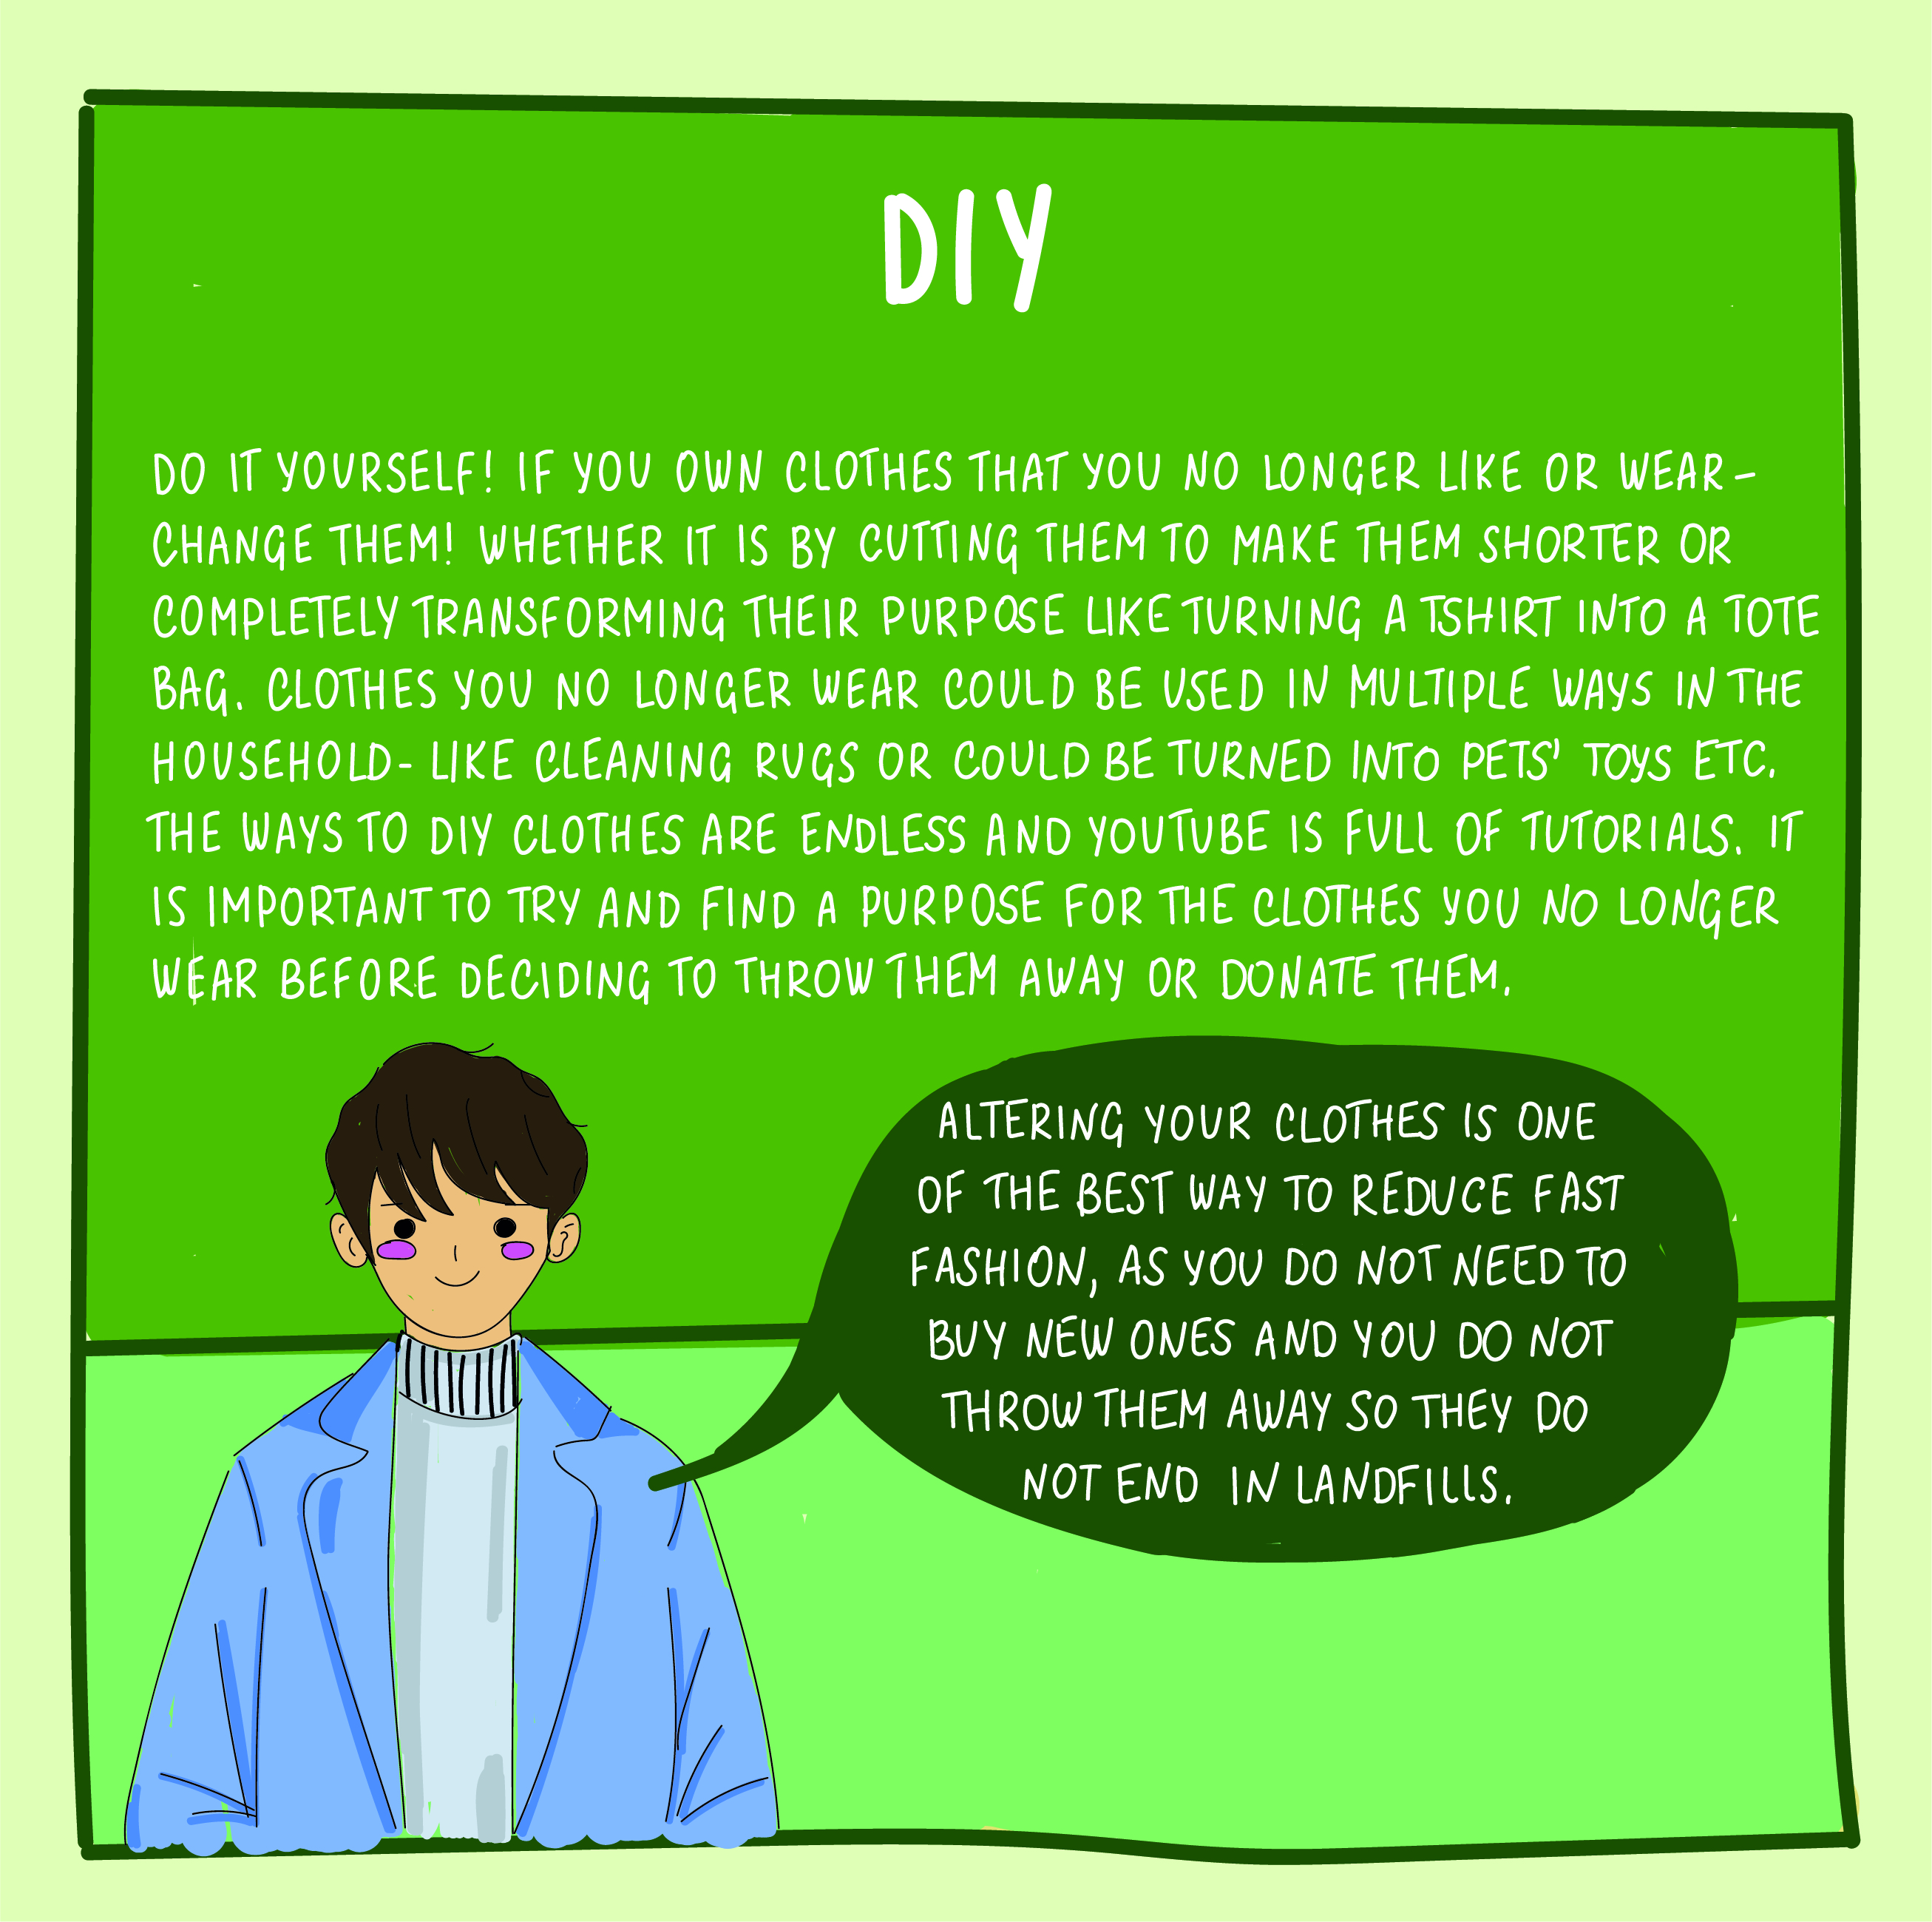 DIY
DO IT YOURSELF! IF YOU OWN CLOTHES THAT YOU NO LONGER LIKE OR WEAR-
CHANGE THEM! WHETHER IT IS BY CUTTING THEM TO MAKE THEM SHORTER OR
COMPLETELY TRANSFORMING THEIR PURPOSE LIKE TURNING A TSHIRT INTO A TOTE
BAG. CLOTHES YOU NO LONGER WEAR COULD BE USED IN MULTIPLE WAYS IN THE
HOUSEHOLD- LIKE CLEANING RUGS OR COULD BE TURNED INTO PETS' TOYS ETC.
THE WAYS TO DIY CLOTHES ARE ENDLESS AND YOUTUBE IS FULL OF TUTORIALS. IT
IS IMPORTANT TO TRY AND FIND A PURPOSE FOR THE CLOTHES YOU NO LONGER
WEAR BEFORE DECIDING TO THROW THEM AWAY OR DONATE THEM.
ALTERING YOUR CLOTHES IS ONE
OF THE BEST WAY TO REDUCE FAST
FASHION, AS YOU DO NOT NEED TO
BUY NEW ONES AND YOU DO NOT
THROW THEM AWAY SO THEY DO
NOT END IN LANDFILLS.